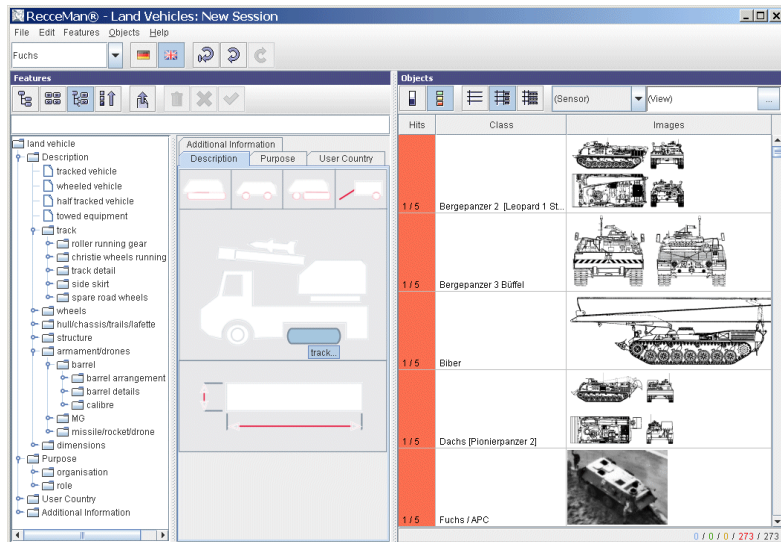 RecceMan® - Land Vehicles: New Session
File Edit Features Objects Help
Fuchs
Features
land vehicle
Description
tracked vehicle
wheeled vehicle
half tracked vehicle
towed equipment
track
roller running gear
christie wheels running
track detail
side skirt
spare road wheels
wheels
hull/chassis/trails/lafette
structure
armament/drones
barrel
barrel arrangement
barrel details
calibre
MG
missile/rocket/drone
dimensions
Purpose
organisation
role
User Country
Additional Information
Additional Information
Description Purpose User Country
track...
Objects
(Sensor) (View) ...
Hits Class Images
1 / 5 Bergepanzer 2 [Leopard 1 St...
1 / 5 Bergepanzer 3 Büffel
1 / 5 Biber
1 / 5 Dachs [Pionierpanzer 2]
1 / 5 Fuchs / APC
0 / 0 / 0 / 273 / 273